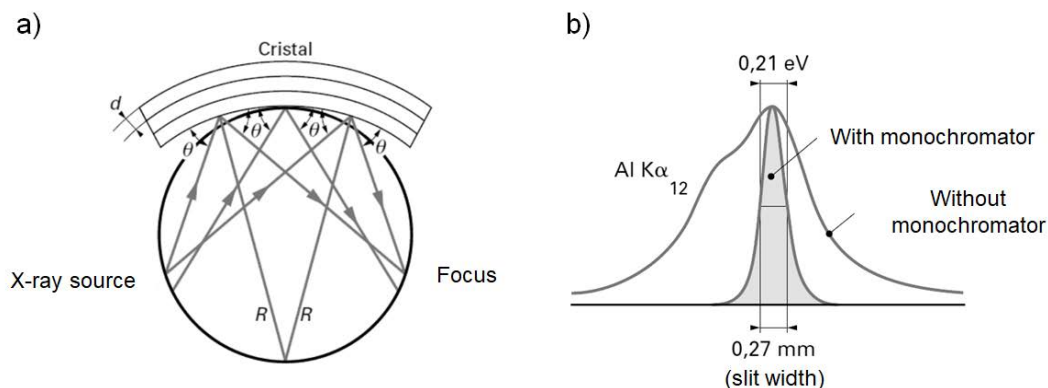 a)
Cristal
d
θ
θ
θ
θ
X-ray source
Focus
R
R
b)
0,21 eV
With monochromator
Al Kα
12
Without
monochromator
0,27 mm
(slit width)